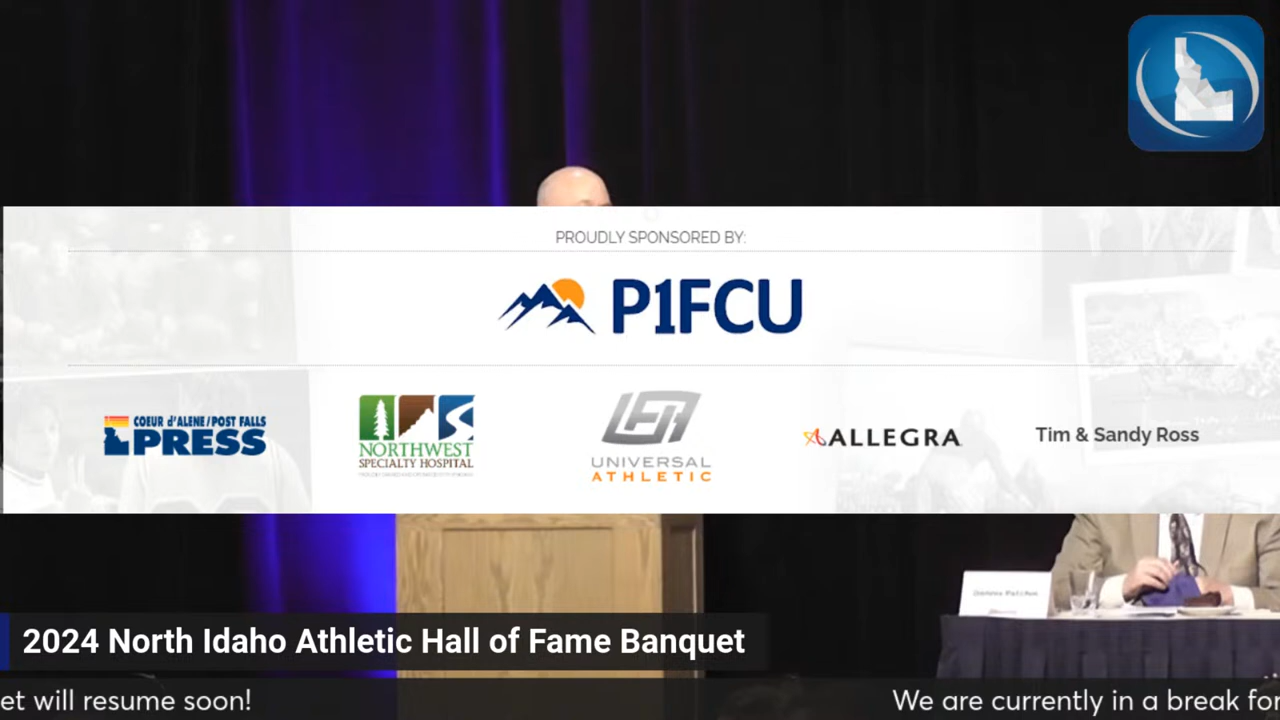 PROUDLY SPONSORED BY:
P1FCU
COEUR d'ALENE/POST FALLS
PRESS
NORTHWEST
SPECIALTY HOSPITAL
UNIVERSAL
ATHLETIC
ALLEGRA
Tim & Sandy Ross
2024 North Idaho Athletic Hall of Fame Banquet
et will resume soon!
We are currently in a break for